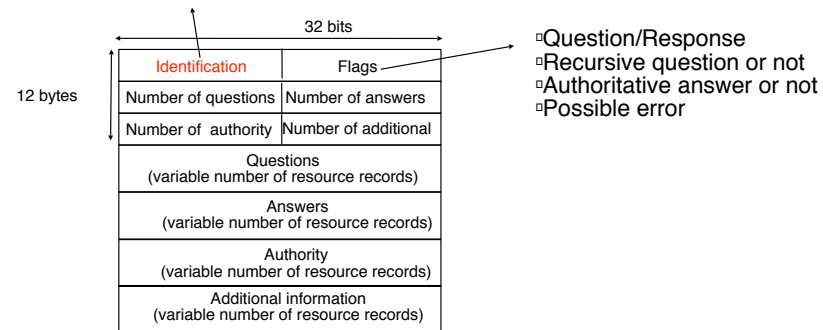 32 bits
Identification
Flags
12 bytes
Number of questions
Number of answers
Number of authority
Number of additional
Questions
(variable number of resource records)
Answers
(variable number of resource records)
Authority
(variable number of resource records)
Additional information
(variable number of resource records)
Question/Response
Recursive question or not
Authoritative answer or not
Possible error